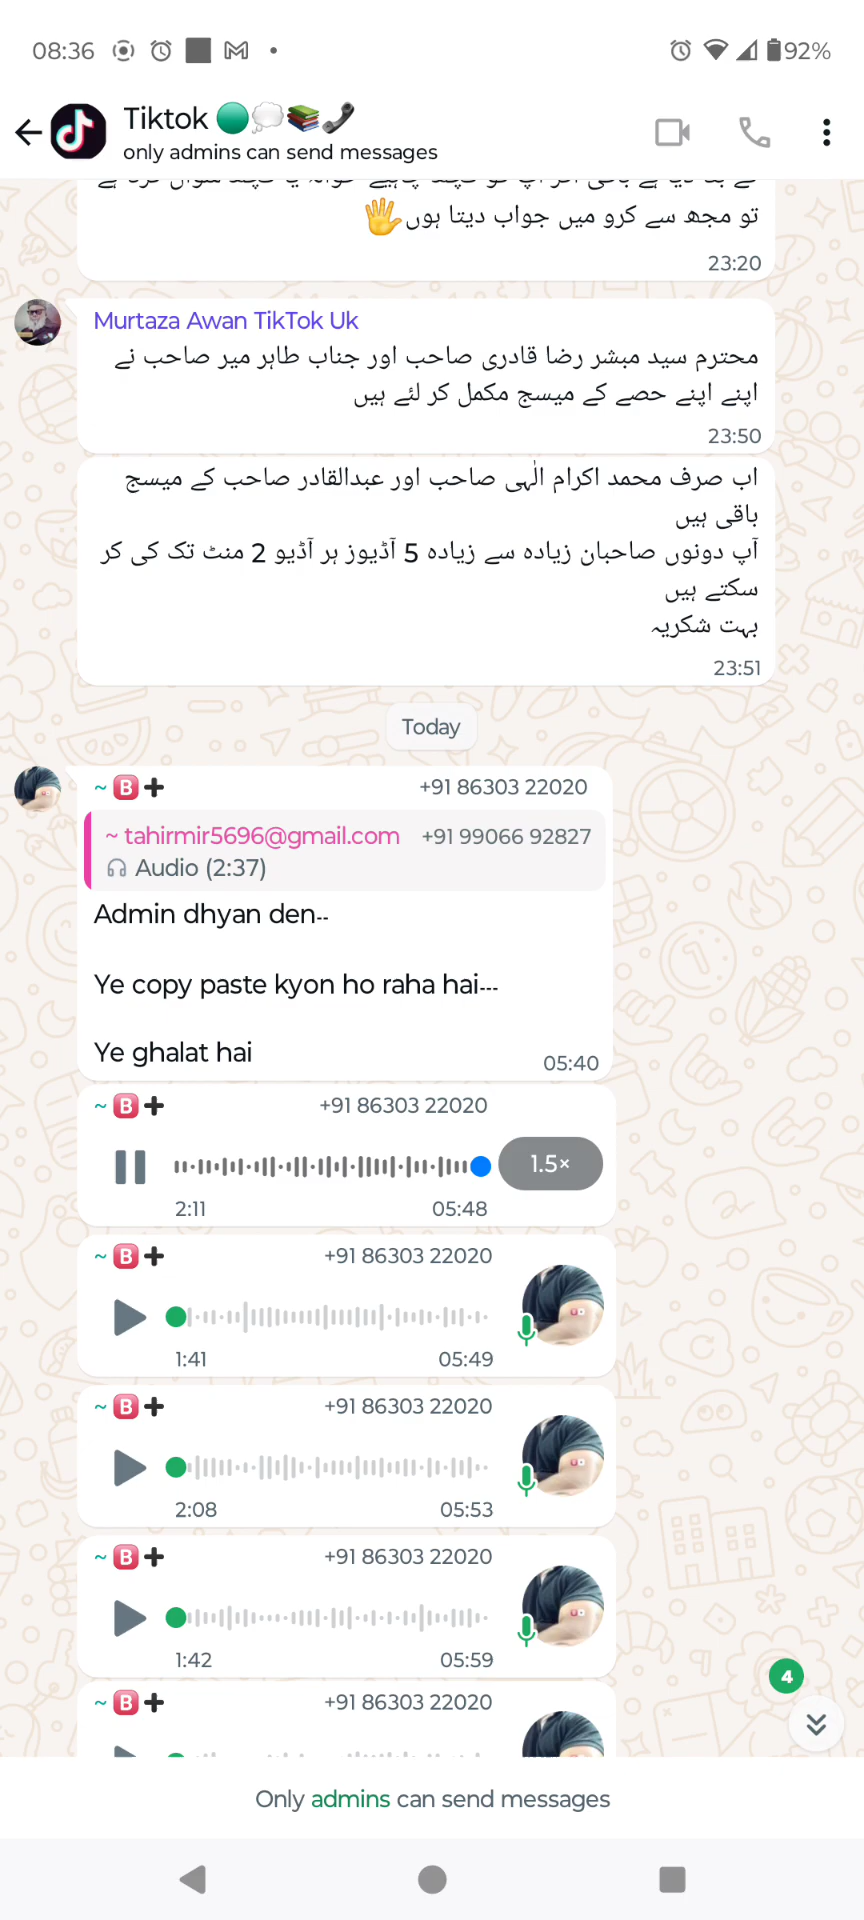 08:36
92%
Tiktok
only admins can send messages
تو مجھ سے کرو میں جواب دیتا ہوں
23:20
Murtaza Awan TikTok Uk
محترم سید مبشر رضا قادری صاحب اور جناب طاہر میر صاحب نے
اپنے اپنے حصے کے میسج مکمل کر لئے ہیں
23:50
اب صرف محمد اکرام الٰہی صاحب اور عبدالقادر صاحب کے میسج
باقی ہیں
آپ دونوں صاحبان زیادہ سے زیادہ 5 آڈیوز ہر آڈیو 2 منٹ تک کی کر
سکتے ہیں
بہت شکریہ
23:51
Today
~ 🅱➕ +91 86303 22020
~ tahirmir5696@gmail.com +91 99066 92827
Audio (2:37)
Admin dhyan den--
Ye copy paste kyon ho raha hai---
Ye ghalat hai
05:40
~ 🅱➕ +91 86303 22020
1.5×
2:11 05:48
~ 🅱➕ +91 86303 22020
1:41 05:49
~ 🅱➕ +91 86303 22020
2:08 05:53
~ 🅱➕ +91 86303 22020
1:42 05:59
4
~ 🅱➕ +91 86303 22020
Only admins can send messages